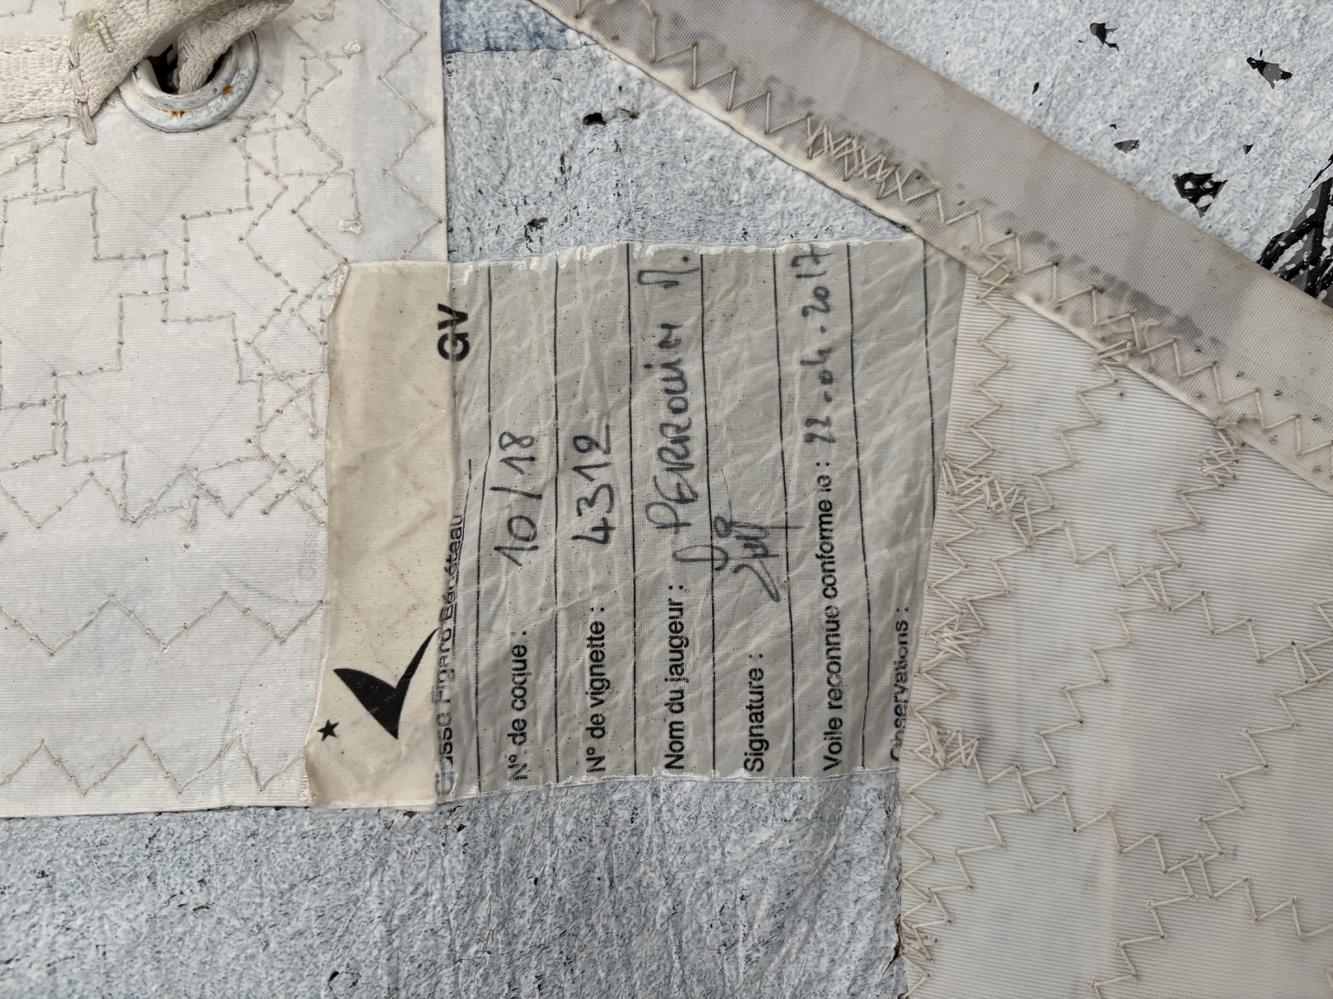 GV
Classe Figaro Bénéteau
N° de coque : 10/18
N° de vignette : 4312
Nom du jaugeur : PERROUIN
Signature :
Voile reconnue conforme le : 22.04.2017
Observations :